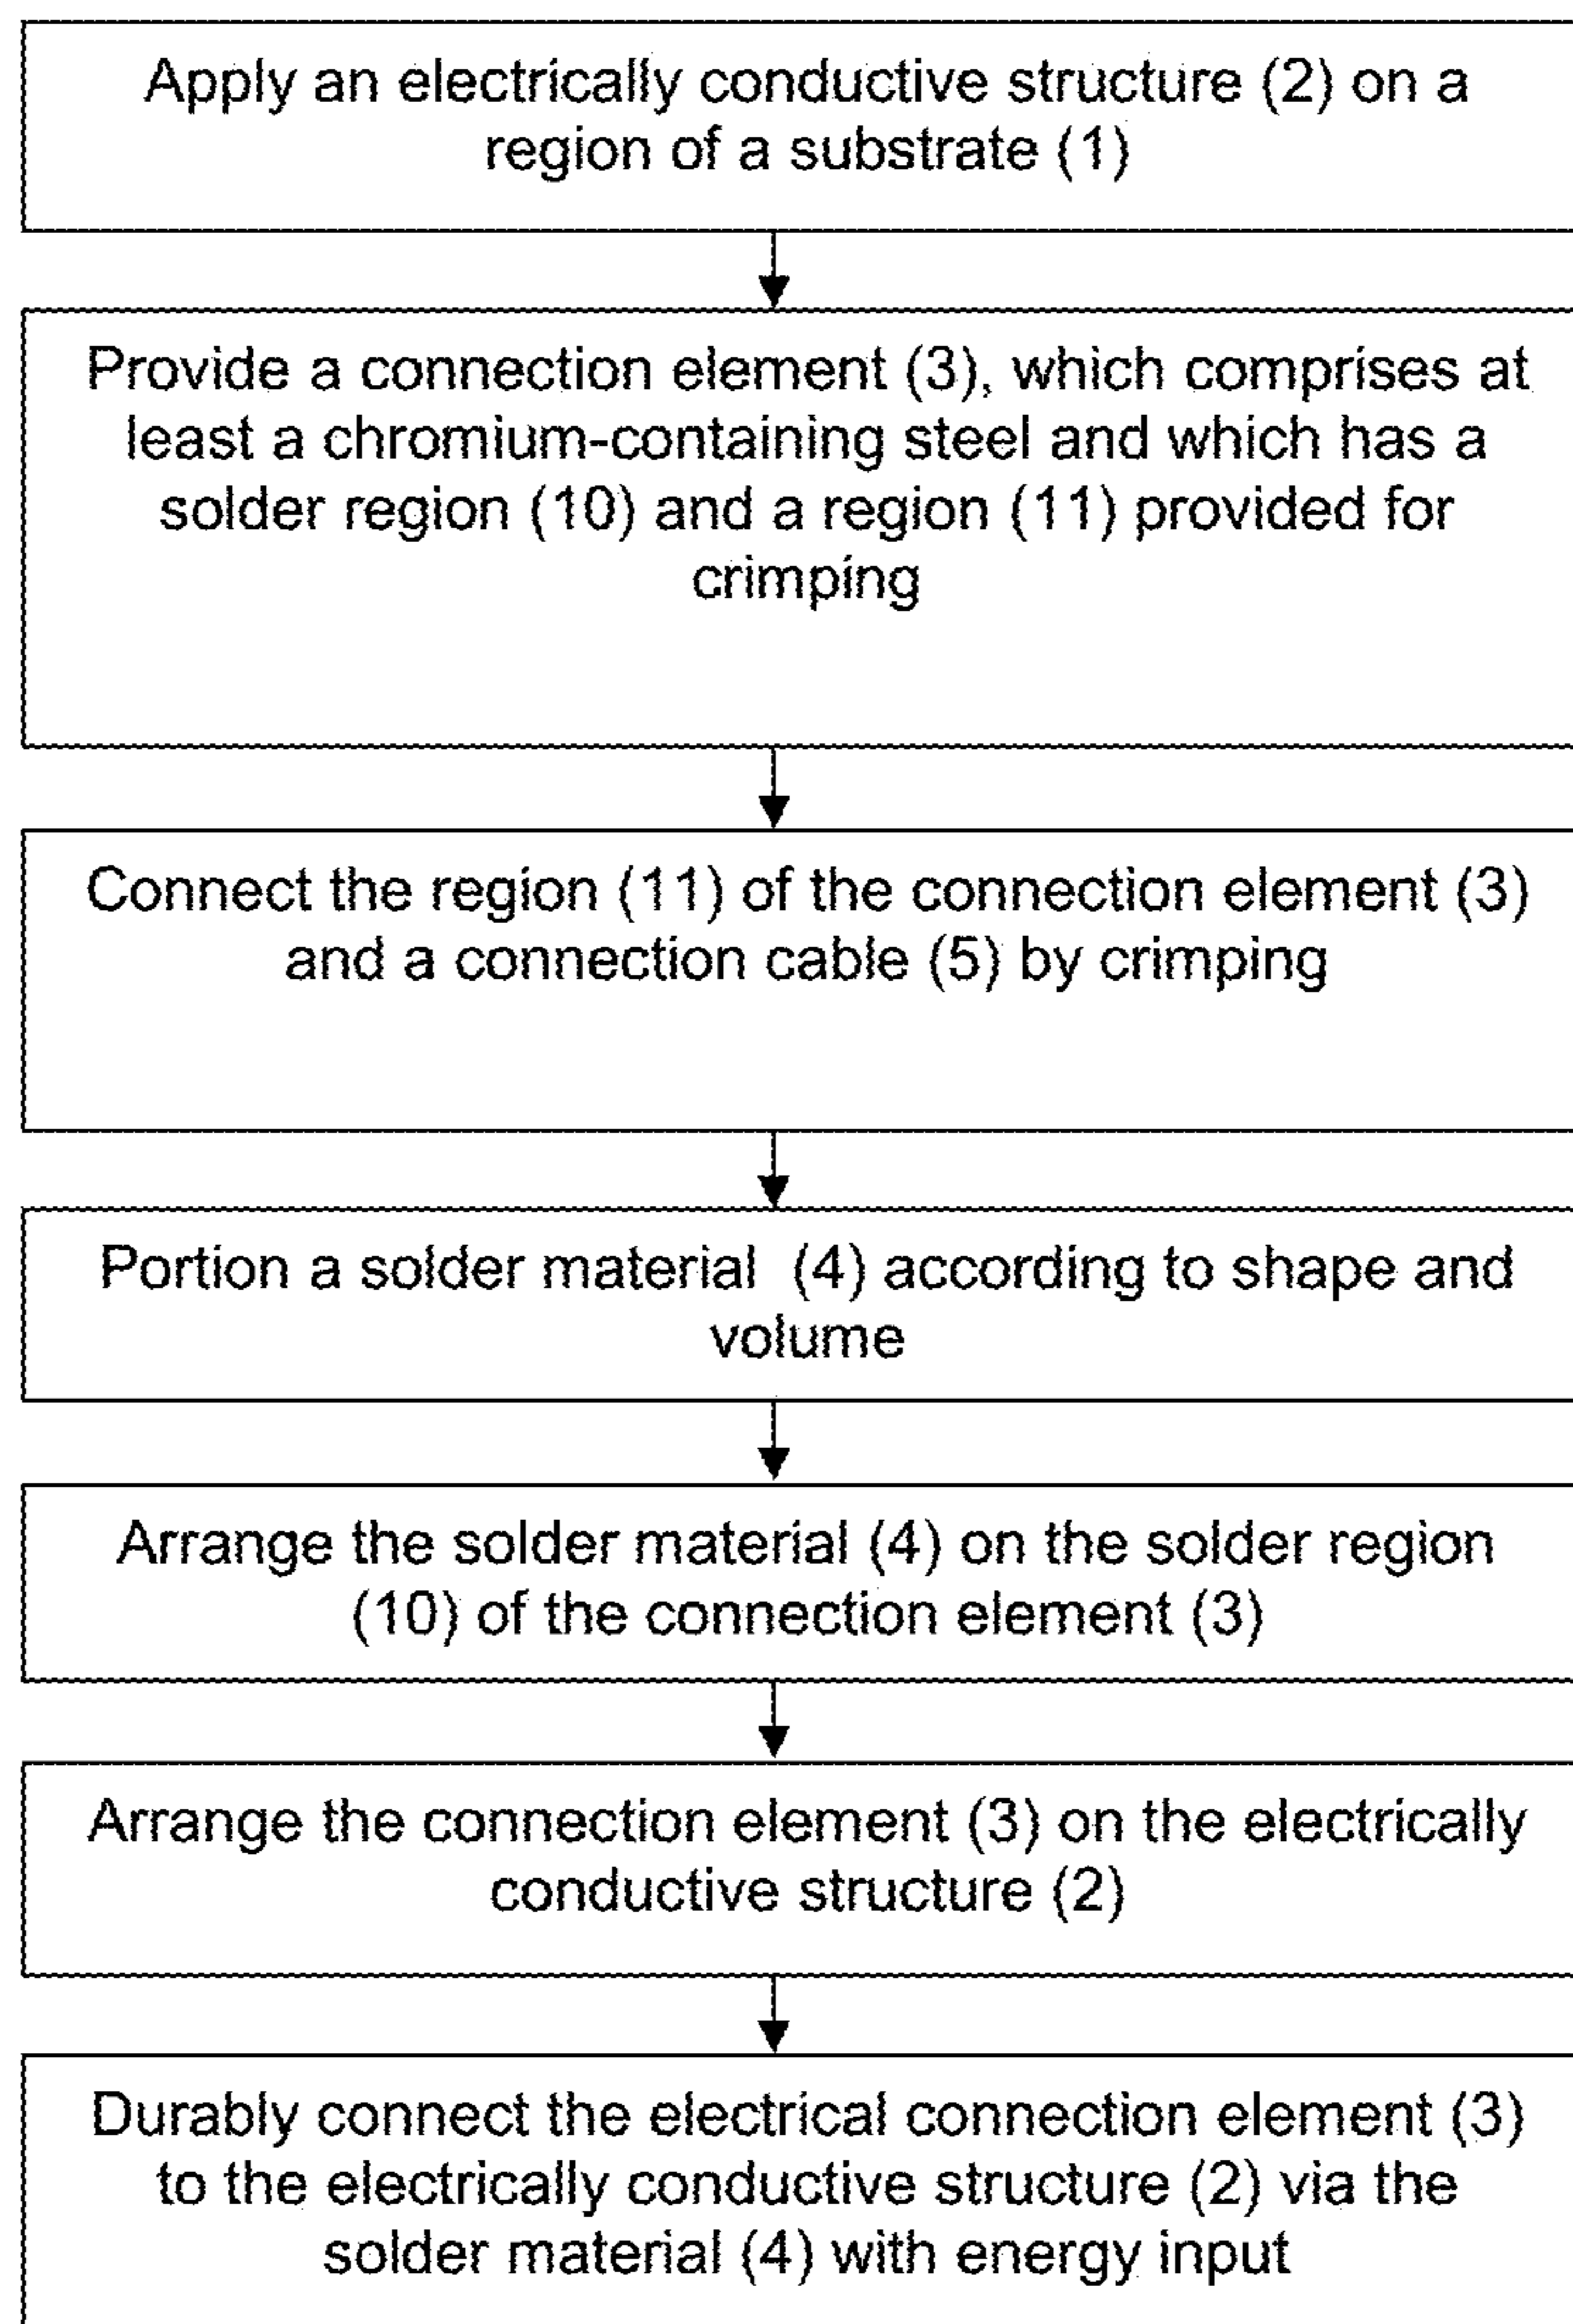 Apply an electrically conductive structure (2) on a
region of a substrate (1)
Provide a connection element (3), which comprises at
least a chromium-containing steel and which has a
solder region (10) and a region (11) provided for
crimping
Connect the region (11) of the connection element (3)
and a connection cable (5) by crimping
Portion a solder material (4) according to shape and
volume
Arrange the solder material (4) on the solder region
(10) of the connection element (3)
Arrange the connection element (3) on the electrically
conductive structure (2)
Durably connect the electrical connection element (3)
to the electrically conductive structure (2) via the
solder material (4) with energy input